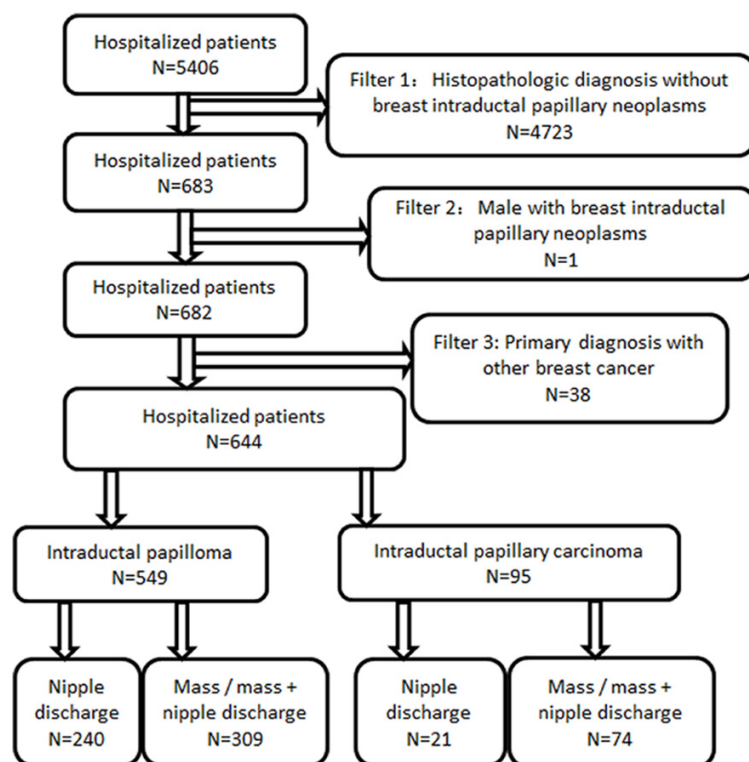 Hospitalized patients
N=5406
Filter 1：Histopathologic diagnosis without
breast intraductal papillary neoplasms
N=4723
Hospitalized patients
N=683
Filter 2：Male with breast intraductal
papillary neoplasms
N=1
Hospitalized patients
N=682
Filter 3: Primary diagnosis with
other breast cancer
N=38
Hospitalized patients
N=644
Intraductal papilloma
N=549
Intraductal papillary carcinoma
N=95
Nipple
discharge
N=240
Mass / mass +
nipple discharge
N=309
Nipple
discharge
N=21
Mass / mass +
nipple discharge
N=74